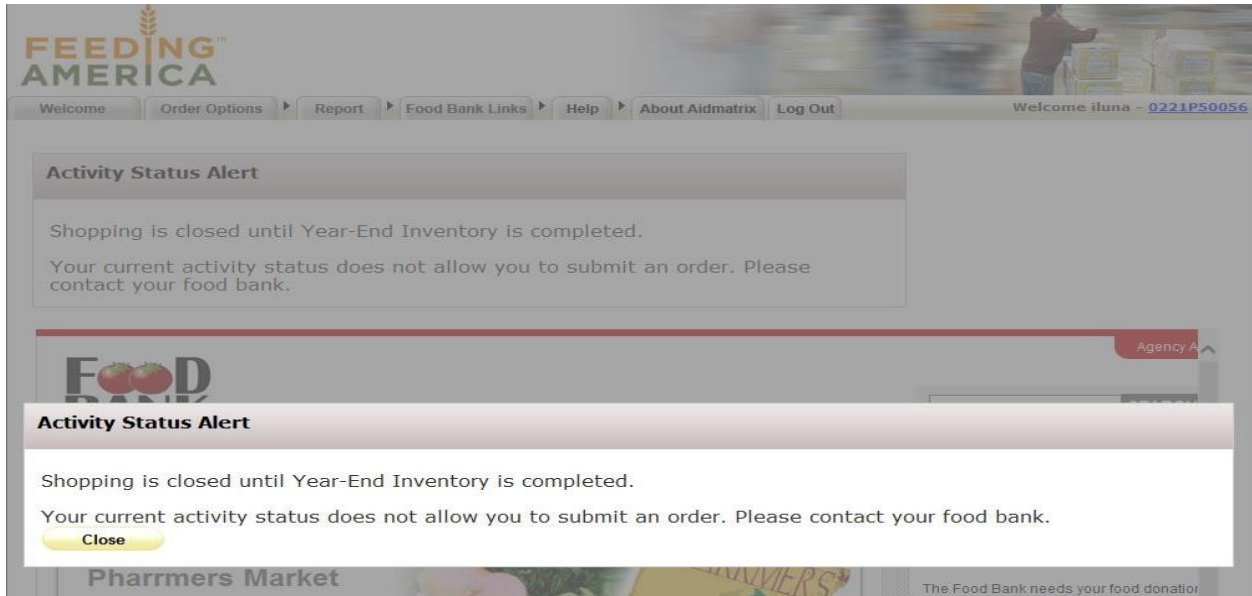 FEEDING™
AMERICA
Welcome Order Options Report Food Bank Links Help About Aidmatrix Log Out Welcome iluna - 0221P50056
Activity Status Alert
Shopping is closed until Year-End Inventory is completed.
Your current activity status does not allow you to submit an order. Please
contact your food bank.
Agency A
FOOD
BANK
Activity Status Alert
Shopping is closed until Year-End Inventory is completed.
Your current activity status does not allow you to submit an order. Please contact your food bank.
Close
Pharrmers Market
The Food Bank needs your food donation